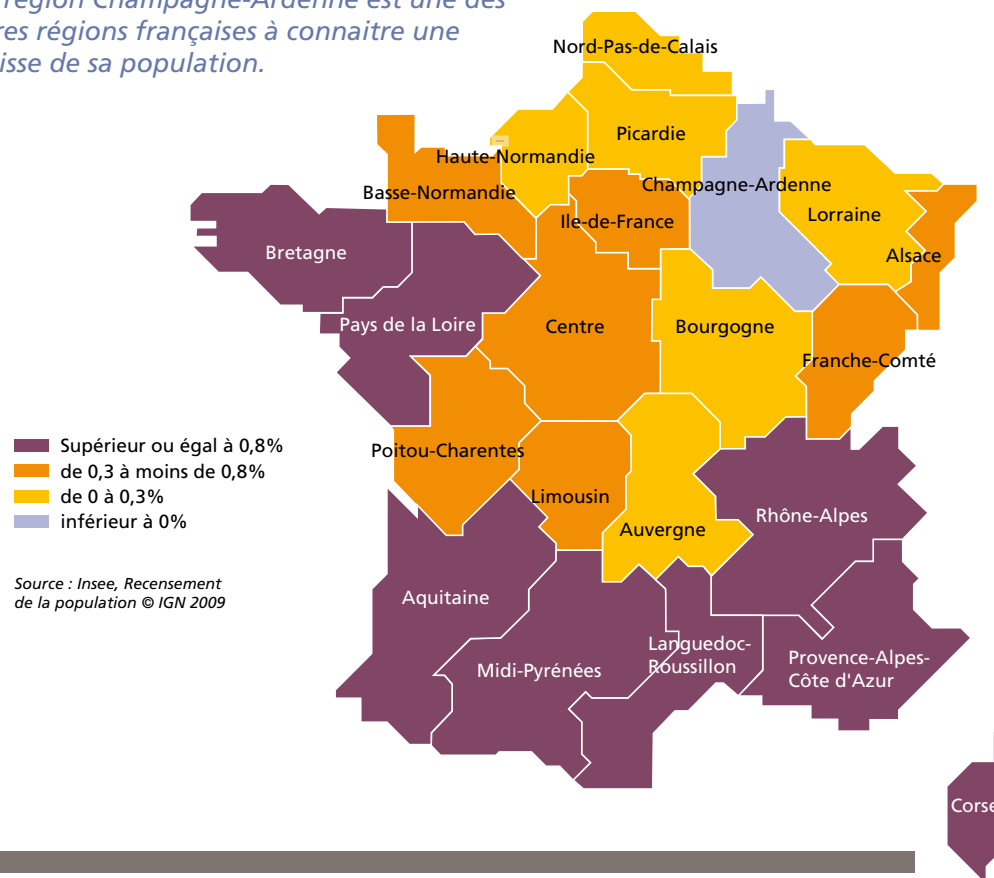 région Champagne-Ardenne est une des
res régions françaises à connaitre une
isse de sa population.
Nord-Pas-de-Calais
Picardie
Haute-Normandie
Champagne-Ardenne
Basse-Normandie
Ile-de-France
Lorraine
Bretagne
Alsace
Pays de la Loire
Centre
Bourgogne
Franche-Comté
Poitou-Charentes
Limousin
Auvergne
Rhône-Alpes
Aquitaine
Midi-Pyrénées
Languedoc-
Roussillon
Provence-Alpes-
Côte d'Azur
Corse
Supérieur ou égal à 0,8%
de 0,3 à moins de 0,8%
de 0 à 0,3%
inférieur à 0%
Source : Insee, Recensement
de la population © IGN 2009